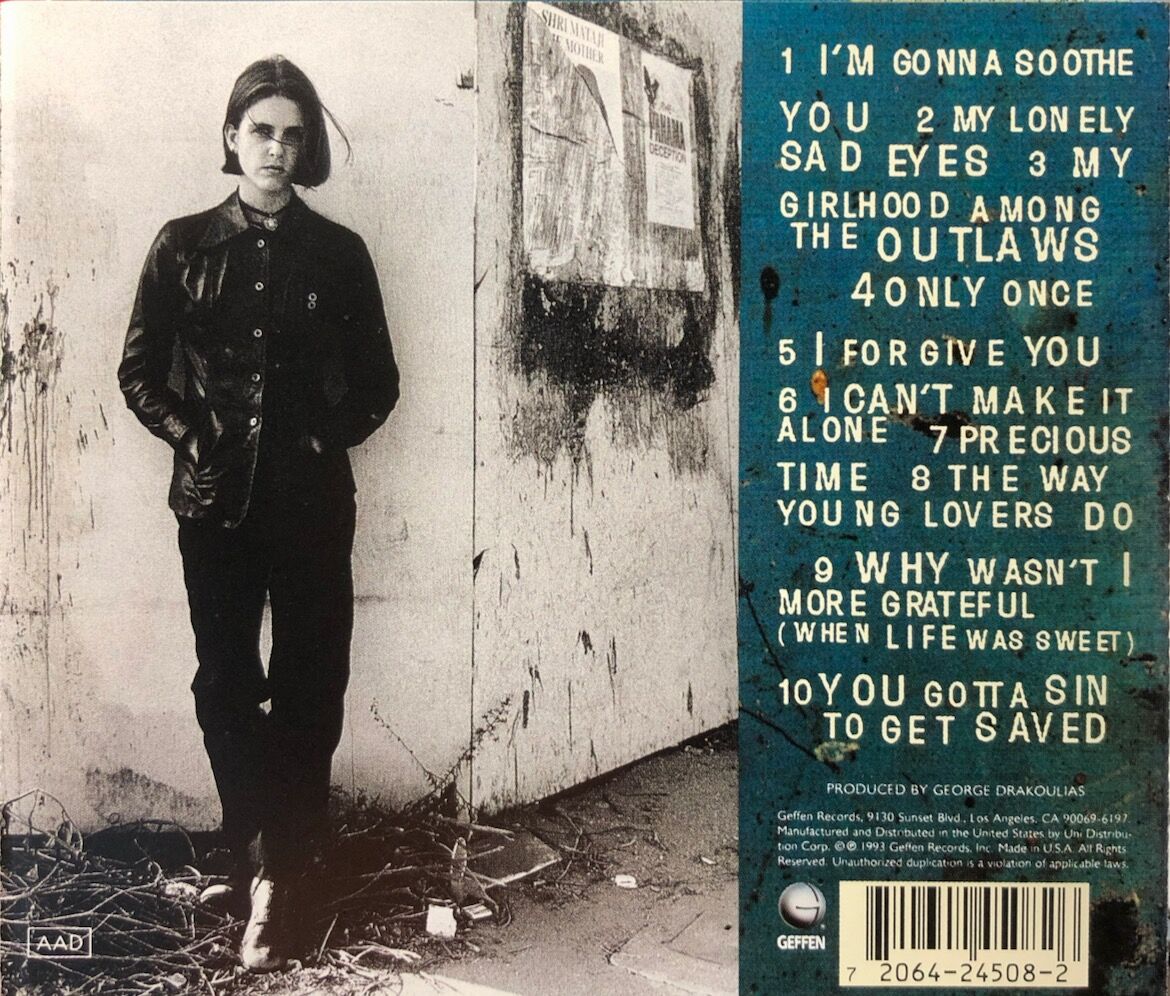 SHRI MATAJI
THE MOTHER
PANAMA
DECEPTION
1 I'M GONNA SOOTHE
YOU 2 MY LONELY
SAD EYES 3 MY
GIRLHOOD AMONG
THE OUTLAWS
4 ONLY ONCE
5 I FORGIVE YOU
6 I CAN'T MAKE IT
ALONE 7 PRECIOUS
TIME 8 THE WAY
YOUNG LOVERS DO
9 WHY WASN'T I
MORE GRATEFUL
(WHEN LIFE WAS SWEET)
10 YOU GOTTA SIN
TO GET SAVED
PRODUCED BY GEORGE DRAKOULIAS
Geffen Records, 9130 Sunset Blvd., Los Angeles, CA 90069-6197.
Manufactured and Distributed in the United States by Uni Distribu-
tion Corp. ©℗ 1993 Geffen Records, Inc. Made in U.S.A. All Rights
Reserved. Unauthorized duplication is a violation of applicable laws.
GEFFEN
7 2064-24508-2
AAD